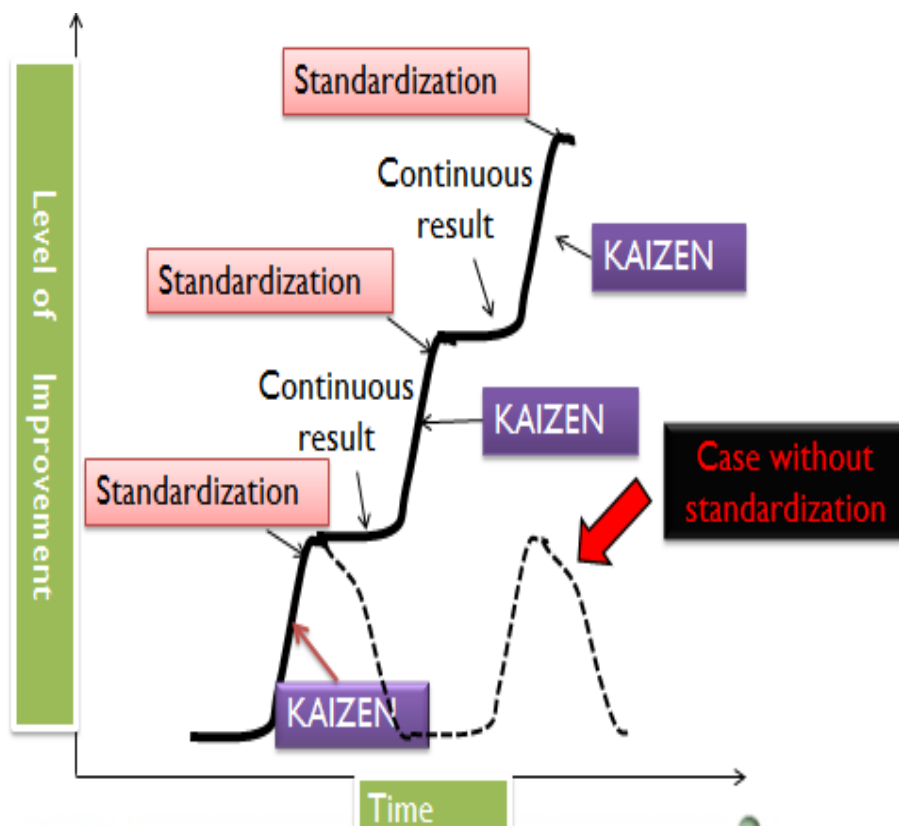 Standardization
Continuous
result
KAIZEN
Standardization
Continuous
result
KAIZEN
Case without
standardization
Standardization
KAIZEN
Level of Improvement
Time